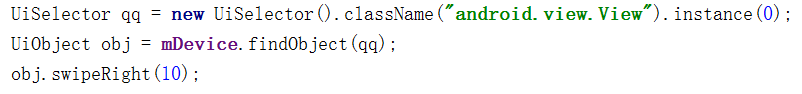 UiSelector qq = new UiSelector().className("android.view.View").instance(0);
UiObject obj = mDevice.findObject(qq);
obj.swipeRight(10);